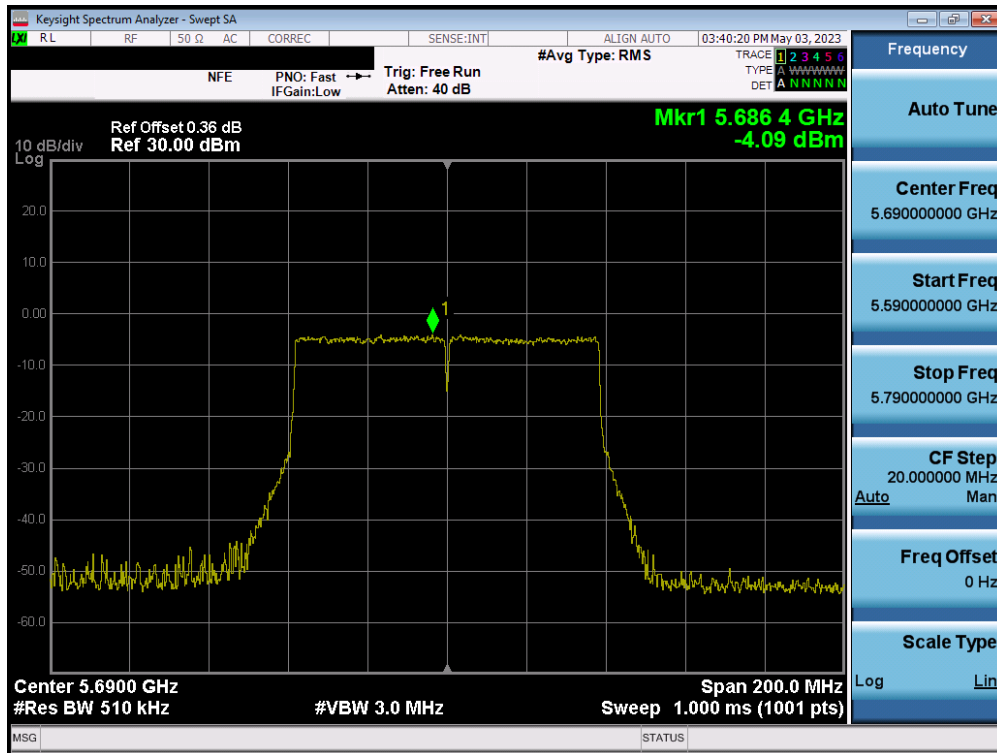 Keysight Spectrum Analyzer - Swept SA
LXI RL RF 50 Ω AC CORREC SENSE:INT ALIGN AUTO 03:40:20 PM May 03, 2023
NFE PNO: Fast IFGain:Low Trig: Free Run Atten: 40 dB #Avg Type: RMS
TRACE 1 2 3 4 5 6
TYPE A WWWWW
DET A N N N N N
Ref Offset 0.36 dB
10 dB/div Ref 30.00 dBm
Log
Mkr1 5.686 4 GHz
-4.09 dBm
20.0
10.0
0.00
-10.0
-20.0
-30.0
-40.0
-50.0
-60.0
1
Center 5.6900 GHz Span 200.0 MHz
#Res BW 510 kHz #VBW 3.0 MHz Sweep 1.000 ms (1001 pts)
MSG STATUS
Frequency
Auto Tune
Center Freq
5.690000000 GHz
Start Freq
5.590000000 GHz
Stop Freq
5.790000000 GHz
CF Step
20.000000 MHz
Auto Man
Freq Offset
0 Hz
Scale Type
Log Lin